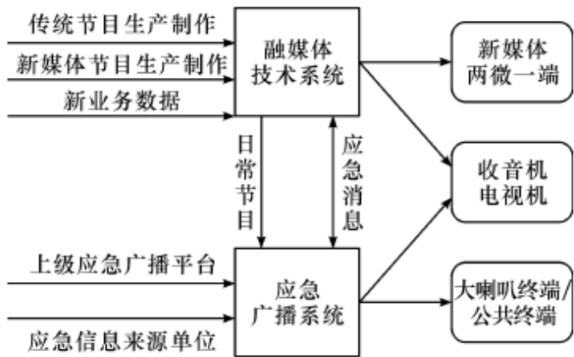 传统节目生产制作
新媒体节目生产制作
新业务数据
融媒体
技术系统
新媒体
两微一端
日常节目
应急消息
收音机
电视机
上级应急广播平台
应急信息来源单位
应急
广播系统
大喇叭终端/
公共终端